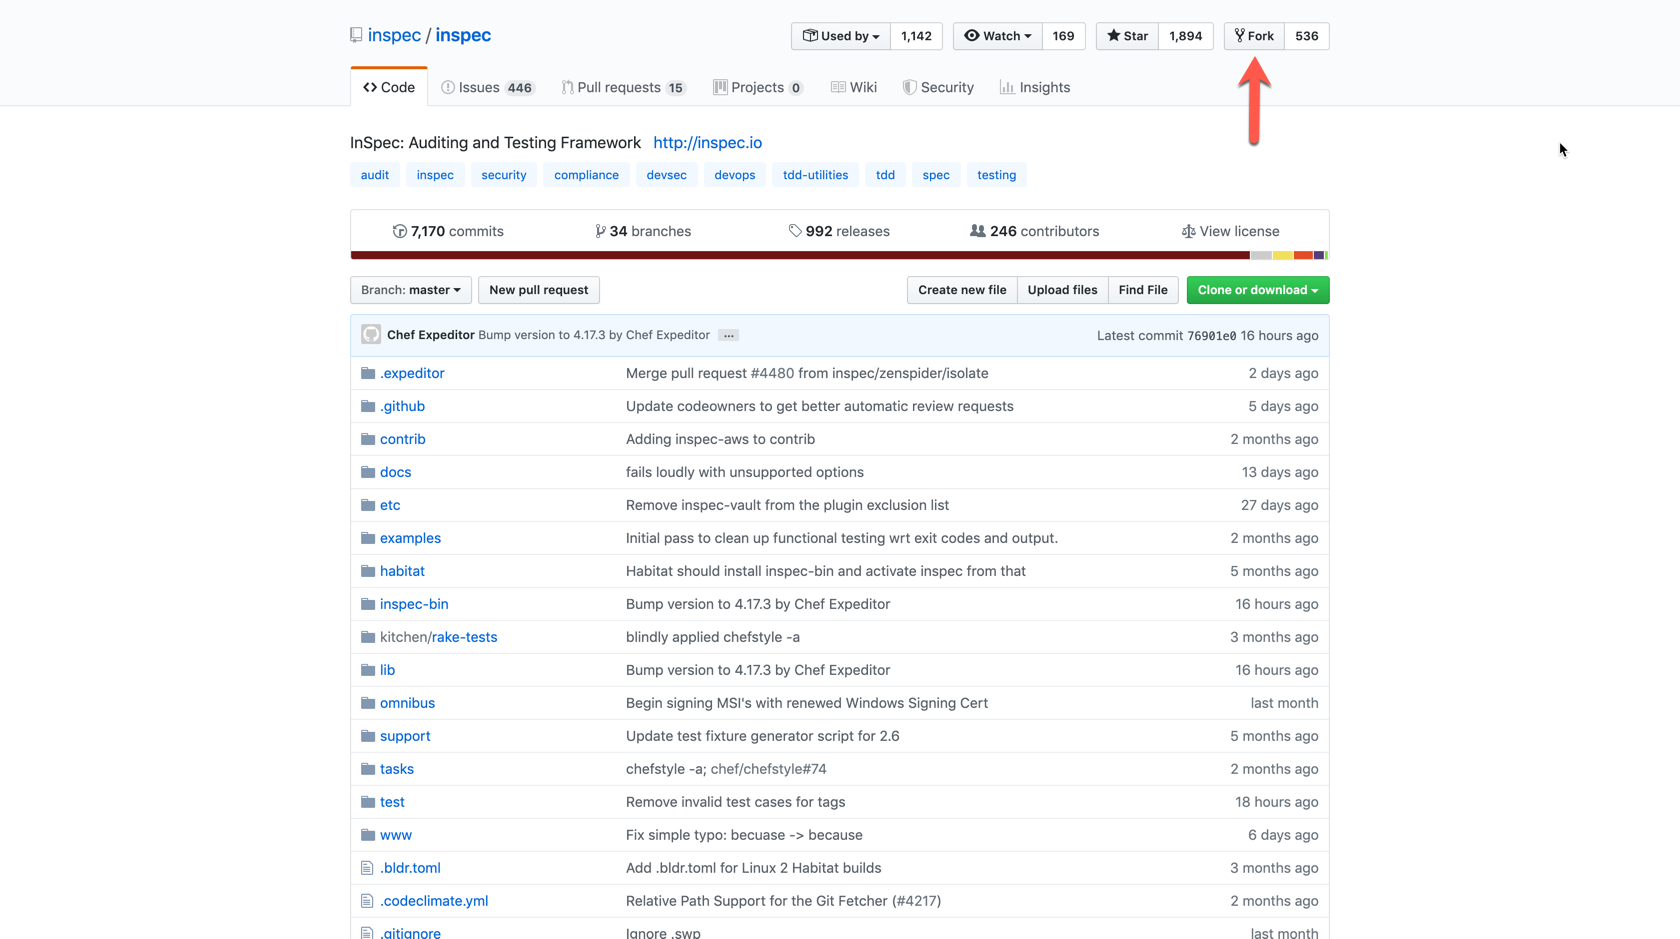 inspec / inspec
Used by 1,142 Watch 169 Star 1,894 Fork 536
Code Issues 446 Pull requests 15 Projects 0 Wiki Security Insights
InSpec: Auditing and Testing Framework http://inspec.io
audit inspec security compliance devsec devops tdd-utilities tdd spec testing
7,170 commits 34 branches 992 releases 246 contributors View license
Branch: master New pull request Create new file Upload files Find File Clone or download
Chef Expeditor Bump version to 4.17.3 by Chef Expeditor ... Latest commit 76901e0 16 hours ago
.expeditor Merge pull request #4480 from inspec/zenspider/isolate 2 days ago
.github Update codeowners to get better automatic review requests 5 days ago
contrib Adding inspec-aws to contrib 2 months ago
docs fails loudly with unsupported options 13 days ago
etc Remove inspec-vault from the plugin exclusion list 27 days ago
examples Initial pass to clean up functional testing wrt exit codes and output. 2 months ago
habitat Habitat should install inspec-bin and activate inspec from that 5 months ago
inspec-bin Bump version to 4.17.3 by Chef Expeditor 16 hours ago
kitchen/rake-tests blindly applied chefstyle -a 3 months ago
lib Bump version to 4.17.3 by Chef Expeditor 16 hours ago
omnibus Begin signing MSI's with renewed Windows Signing Cert last month
support Update test fixture generator script for 2.6 5 months ago
tasks chefstyle -a; chef/chefstyle#74 2 months ago
test Remove invalid test cases for tags 18 hours ago
www Fix simple typo: becuase -> because 6 days ago
.bldr.toml Add .bldr.toml for Linux 2 Habitat builds 3 months ago
.codeclimate.yml Relative Path Support for the Git Fetcher (#4217) 2 months ago
.gitignore Ignore .swp last month